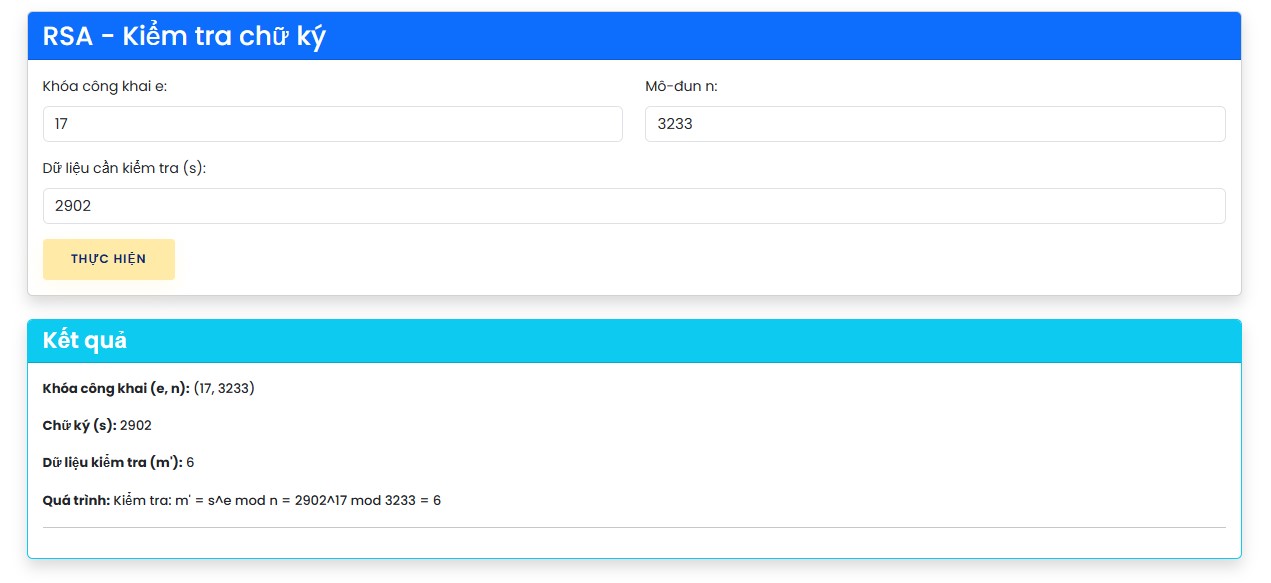 RSA - Kiểm tra chữ ký
Khóa công khai e:
Mô-đun n:
17
3233
Dữ liệu cần kiểm tra (s):
2902
THỰC HIỆN
Kết quả
Khóa công khai (e, n): (17, 3233)
Chữ ký (s): 2902
Dữ liệu kiểm tra (m'): 6
Quá trình: Kiểm tra: m' = s^e mod n = 2902^17 mod 3233 = 6